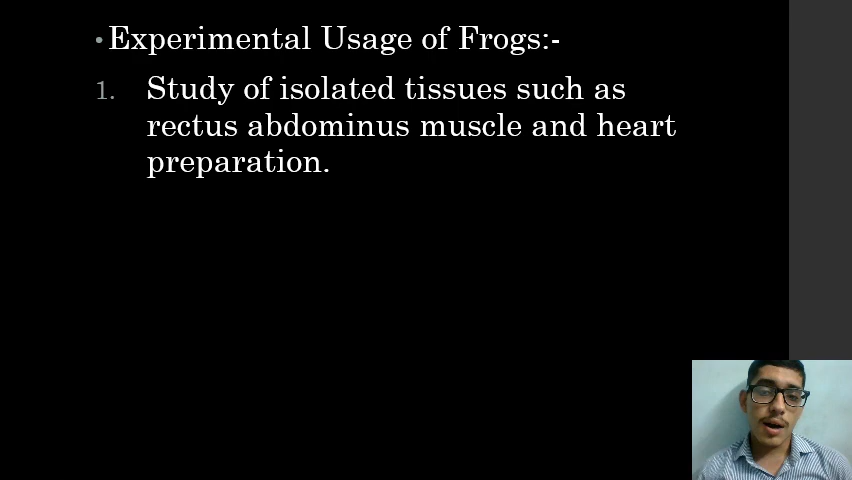 • Experimental Usage of Frogs:-
1. Study of isolated tissues such as
rectus abdominus muscle and heart
preparation.